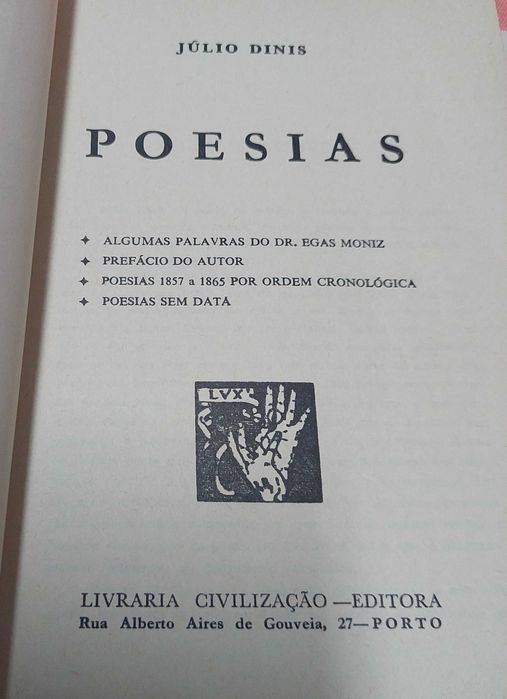 JÚLIO DINIS
POESIAS
ALGUMAS PALAVRAS DO DR. EGAS MONIZ
PREFÁCIO DO AUTOR
POESIAS 1857 a 1865 POR ORDEM CRONOLÓGICA
POESIAS SEM DATA
LVX
LIVRARIA CIVILIZAÇÃO—EDITORA
Rua Alberto Aires de Gouveia, 27—PORTO